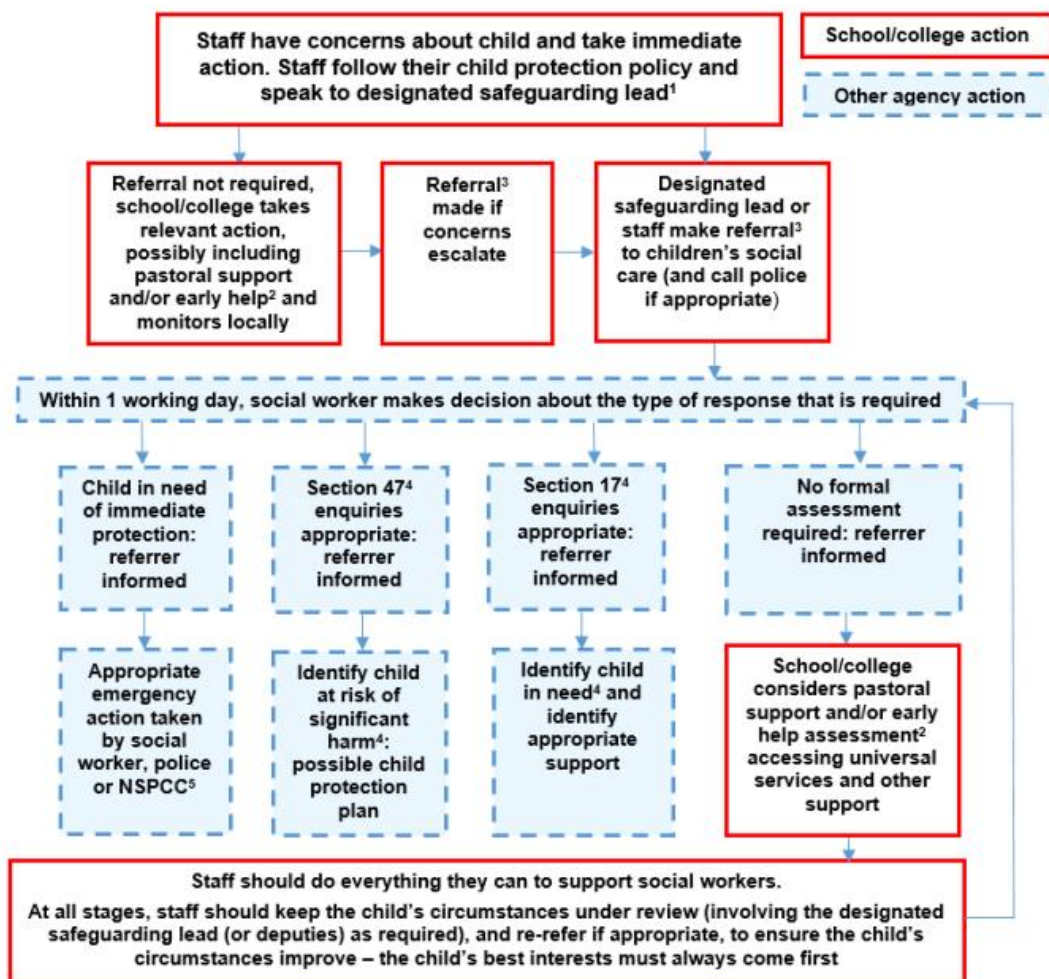 Staff have concerns about child and take immediate
action. Staff follow their child protection policy and
speak to designated safeguarding lead¹
School/college action
Other agency action
Referral not required,
school/college takes
relevant action,
possibly including
pastoral support
and/or early help² and
monitors locally
Referral³
made if
concerns
escalate
Designated
safeguarding lead or
staff make referral³
to children’s social
care (and call police
if appropriate)
Within 1 working day, social worker makes decision about the type of response that is required
Child in need
of immediate
protection:
referrer
informed
Section 47⁴
enquiries
appropriate:
referrer
informed
Section 17⁴
enquiries
appropriate:
referrer
informed
No formal
assessment
required: referrer
informed
Appropriate
emergency
action taken
by social
worker, police
or NSPCC⁵
Identify child
at risk of
significant
harm⁴:
possible child
protection
plan
Identify child
in need⁴ and
identify
appropriate
support
School/college
considers pastoral
support and/or early
help assessment²
accessing universal
services and other
support
Staff should do everything they can to support social workers.
At all stages, staff should keep the child’s circumstances under review (involving the designated
safeguarding lead (or deputies) as required), and re-refer if appropriate, to ensure the child’s
circumstances improve – the child’s best interests must always come first